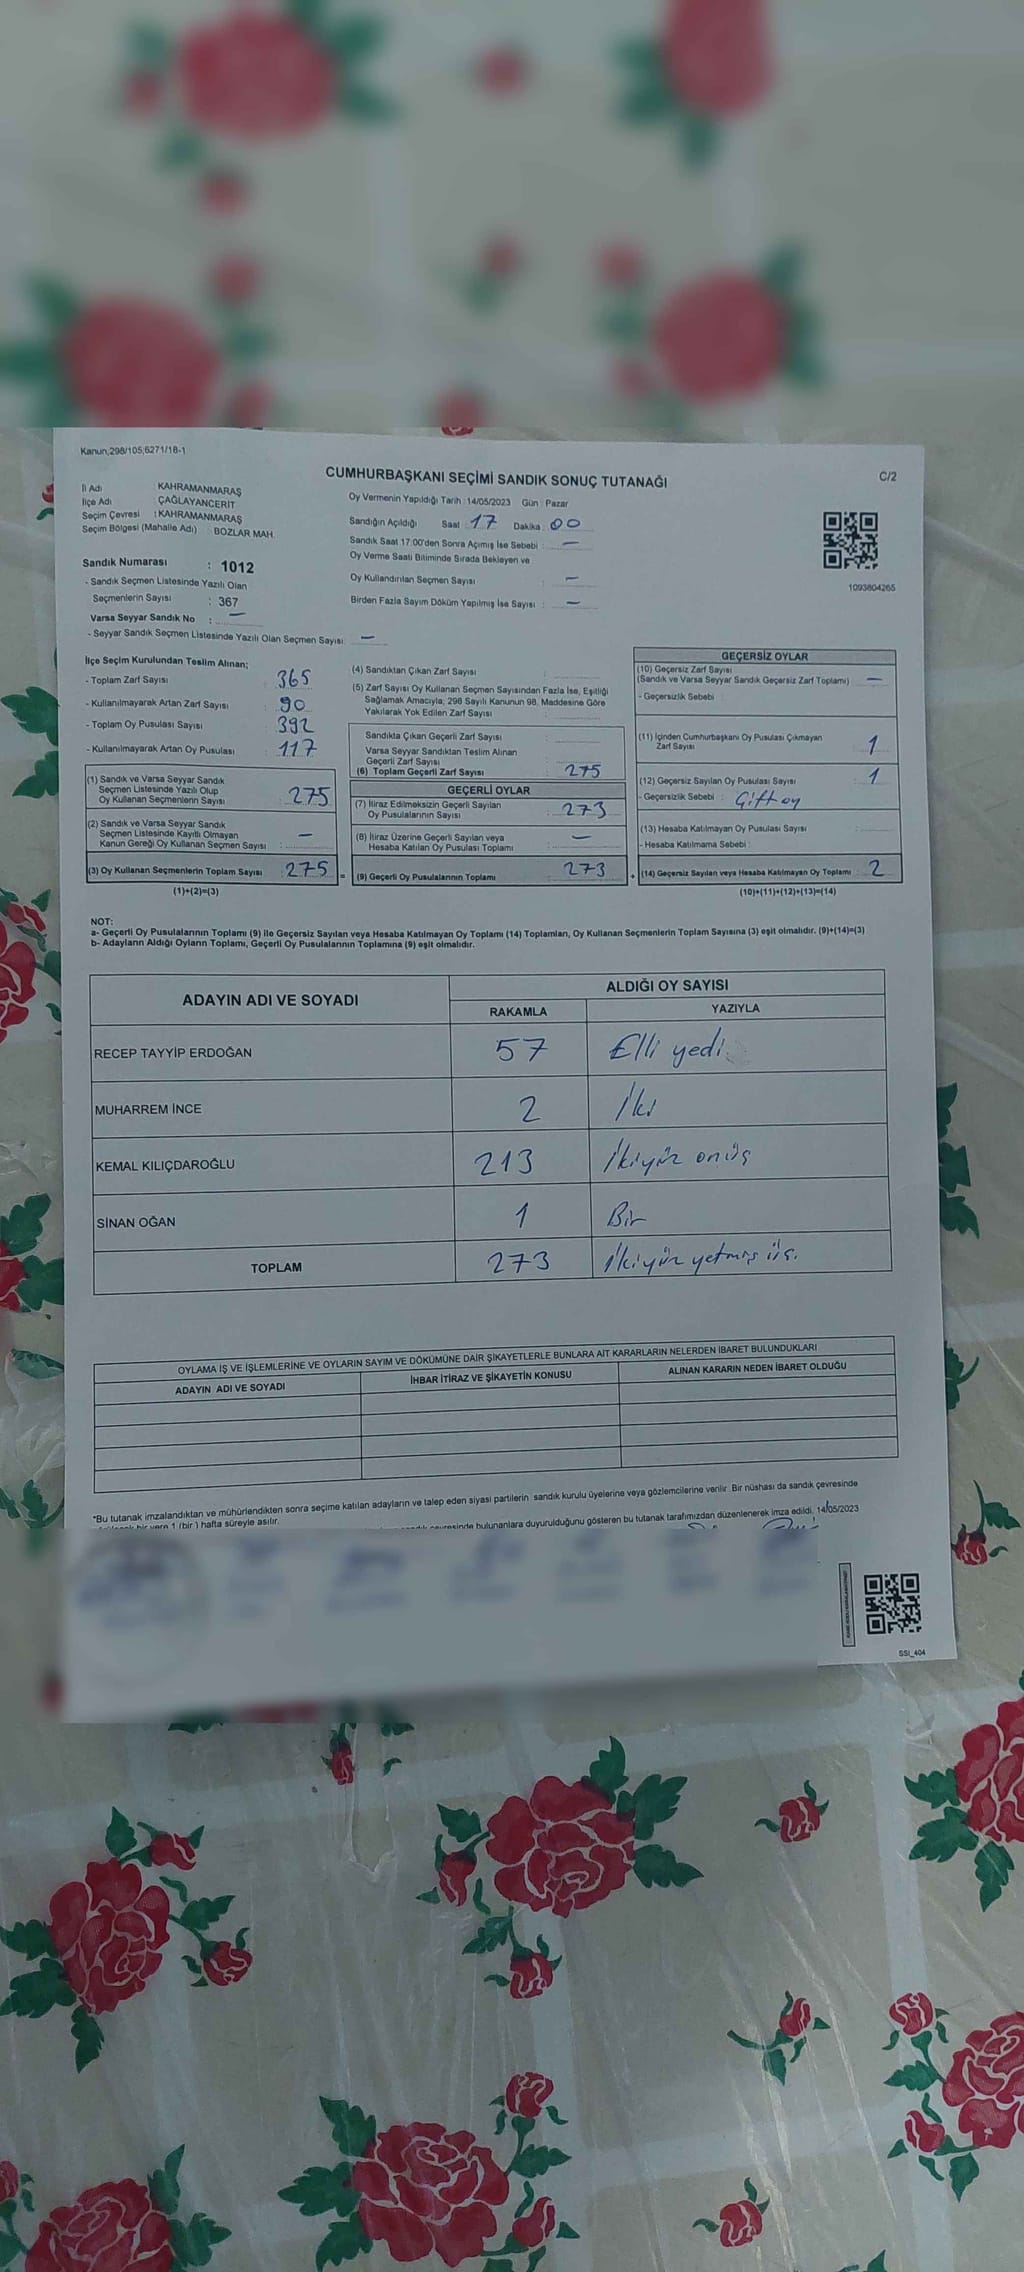 Kanun,298/105,6271/18-1
CUMHURBAŞKANI SEÇİMİ SANDIK SONUÇ TUTANAĞI
C/2
İl Adı : KAHRAMANMARAŞ
İlçe Adı : ÇAĞLAYANCERİT
Seçim Çevresi : KAHRAMANMARAŞ
Seçim Bölgesi (Mahalle Adı) : BOZLAR MAH.
Oy Vermenin Yapıldığı Tarih : 14/05/2023 Gün : Pazar
Sandığın Açıldığı Saat : 17 Dakika : 00
Sandık Saat 17:00'den Sonra Açımış İse Sebebi : —
Oy Verme Saati Bitiminde Sırada Bekleyen ve
Oy Kullandırılan Seçmen Sayısı : —
Birden Fazla Sayım Döküm Yapılmış İse Sayısı : —
1093804265
Sandık Numarası : 1012
- Sandık Seçmen Listesinde Yazılı Olan
Seçmenlerin Sayısı : 367
Varsa Seyyar Sandık No : —
- Seyyar Sandık Seçmen Listesinde Yazılı Olan Seçmen Sayısı: —
İlçe Seçim Kurulundan Teslim Alınan;
- Toplam Zarf Sayısı : 365
- Kullanılmayarak Artan Zarf Sayısı : 90
- Toplam Oy Pusulası Sayısı : 392
- Kullanılmayarak Artan Oy Pusulası : 117
(1) Sandık ve Varsa Seyyar Sandık
Seçmen Listesinde Yazılı Olup
Oy Kullanan Seçmenlerin Sayısı : 275
(2) Sandık ve Varsa Seyyar Sandık
Seçmen Listesinde Kayıtlı Olmayan
Kanun Gereği Oy Kullanan Seçmen Sayısı : —
(3) Oy Kullanan Seçmenlerin Toplam Sayısı : 275
(1)+(2)=(3)
(4) Sandıktan Çıkan Zarf Sayısı :
(5) Zarf Sayısı Oy Kullanan Seçmen Sayısından Fazla İse, Eşitliği
Sağlamak Amacıyla, 298 Sayılı Kanunun 98. Maddesine Göre
Yakılarak Yok Edilen Zarf Sayısı :
Sandıkta Çıkan Geçerli Zarf Sayısı :
Varsa Seyyar Sandıktan Teslim Alınan
Geçerli Zarf Sayısı :
(6) Toplam Geçerli Zarf Sayısı : 275
GEÇERLİ OYLAR
(7) İtiraz Edilmeksizin Geçerli Sayılan
Oy Pusulalarının Sayısı : 273
(8) İtiraz Üzerine Geçerli Sayılan veya
Hesaba Katılan Oy Pusulası Toplamı : —
= (9) Geçerli Oy Pusulalarının Toplamı : 273
GEÇERSİZ OYLAR
(10) Geçersiz Zarf Sayısı
(Sandık ve Varsa Seyyar Sandık Geçersiz Zarf Toplamı) : —
- Geçersizlik Sebebi :
(11) İçinden Cumhurbaşkanı Oy Pusulası Çıkmayan
Zarf Sayısı : 1
(12) Geçersiz Sayılan Oy Pusulası Sayısı : 1
- Geçersizlik Sebebi : Çift oy
(13) Hesaba Katılmayan Oy Pusulası Sayısı :
- Hesaba Katılmama Sebebi :
+ (14) Geçersiz Sayılan veya Hesaba Katılmayan Oy Toplamı : 2
(10)+(11)+(12)+(13)=(14)
NOT:
a- Geçerli Oy Pusulalarının Toplamı (9) ile Geçersiz Sayılan veya Hesaba Katılmayan Oy Toplamı (14) Toplamları, Oy Kullanan Seçmenlerin Toplam Sayısına (3) eşit olmalıdır. (9)+(14)=(3)
b- Adayların Aldığı Oyların Toplamı, Geçerli Oy Pusulalarının Toplamına (9) eşit olmalıdır.
ADAYIN ADI VE SOYADI
ALDIĞI OY SAYISI
RAKAMLA YAZIYLA
RECEP TAYYİP ERDOĞAN 57 Elli yedi
MUHARREM İNCE 2 İki
KEMAL KILIÇDAROĞLU 213 İkiyüz onüç
SİNAN OĞAN 1 Bir
TOPLAM 273 İkiyüz yetmiş üç.
OYLAMA İŞ VE İŞLEMLERİNE VE OYLARIN SAYIM VE DÖKÜMÜNE DAİR ŞİKAYETLERLE BUNLARA AİT KARARLARIN NELERDEN İBARET BULUNDUKLARI
ADAYIN ADI VE SOYADI İHBAR İTİRAZ VE ŞİKAYETİN KONUSU ALINAN KARARIN NEDEN İBARET OLDUĞU
*Bu tutanak imzalandıktan ve mühürlendikten sonra seçime katılan adayların ve talep eden siyasi partilerin sandık kurulu üyelerine veya gözlemcilerine verilir. Bir nüshası da sandık çevresinde
bir yere 1 (bir) hafta süreyle asılır.
çevresinde bulunanlara duyurulduğunu gösteren bu tutanak tarafımızdan düzenlenerek imza edildi, 14/05/2023
SSI_404